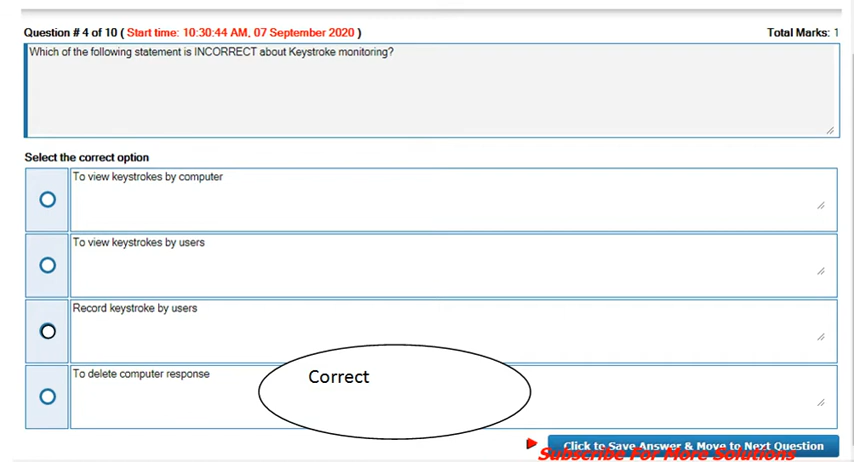 Question # 4 of 10 ( Start time: 10:30:44 AM, 07 September 2020 ) Total Marks: 1
Which of the following statement is INCORRECT about Keystroke monitoring?
Select the correct option
To view keystrokes by computer
To view keystrokes by users
Record keystroke by users
To delete computer response
Correct
Click to Save Answer & Move to Next Question
Subscribe For More Solutions